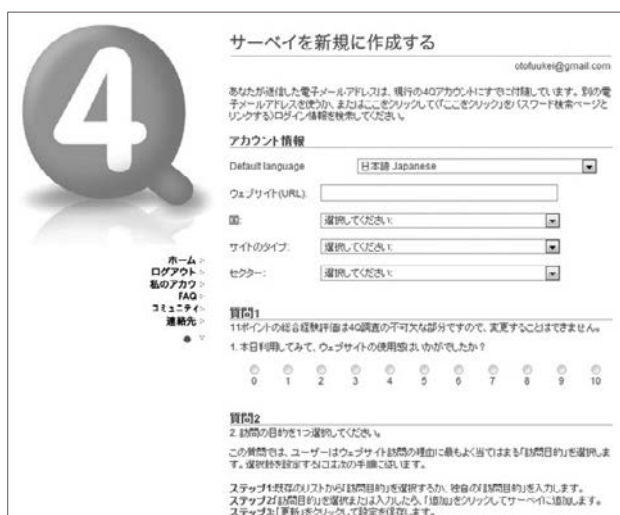 4
サーベイを新規に作成する
otofuukei@gmail.com
あなたが送信した電子メールアドレスは、現行の4Qアカウントにすでに付随しています。別の電
子メールアドレスを使うか、またはここをクリックして(「ここをクリック」をパスワード検索ページと
リンクする)ログイン情報を検索してください。
アカウント情報
Default language 日本語 Japanese
ウェブサイト(URL):
国: 選択してください:
サイトのタイプ: 選択してください:
セクター: 選択してください:
ホーム
ログアウト
私のアカウ
FAQ
コミュニティ
連絡先
質問1
11ポイントの総合経験評価は4Q調査の不可欠な部分ですので、変更することはできません。
1. 本日利用してみて、ウェブサイトの使用感はいかがでしたか?
0 1 2 3 4 5 6 7 8 9 10
質問2
2. 訪問の目的を1つ選択してください。
この質問では、ユーザーはウェブサイト訪問の理由に最もよく当てはまる「訪問目的」を選択しま
す。選択肢を設定するには次の手順に従います。
ステップ1:既存のリストから「訪問目的」を選択するか、独自の「訪問目的」を入力します。
ステップ2:「訪問目的」を選択または入力したら、「追加」をクリックしてサーベイに追加します。
ステップ3:「更新」をクリックして設定を保存します。